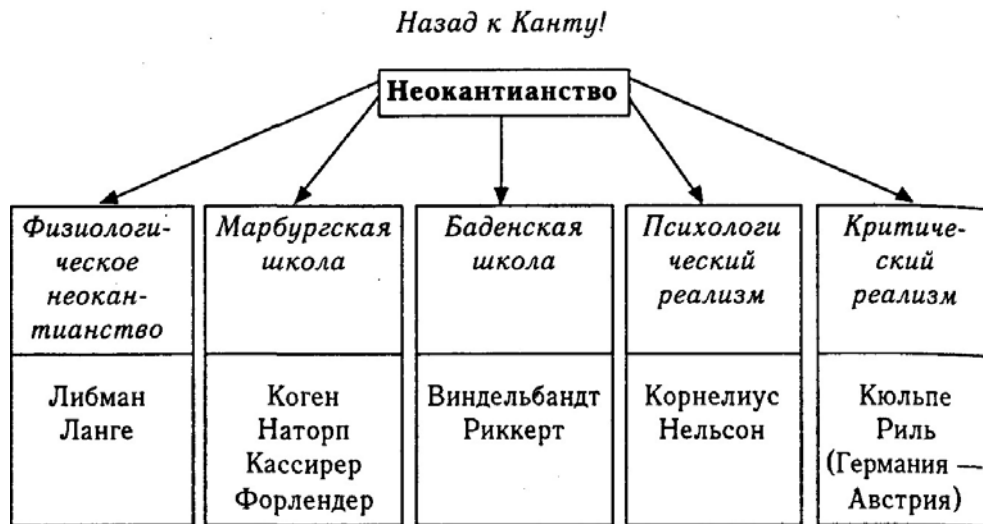 Назад к Канту!
Неокантианство
Физиологи-
ческое
неокан-
тианство
Либман
Ланге
Марбургская
школа
Коген
Наторп
Кассирер
Форлендер
Баденская
школа
Виндельбандт
Риккерт
Психологи
ческий
реализм
Корнелиус
Нельсон
Критиче-
ский
реализм
Кюльпе
Риль
(Германия —
Австрия)